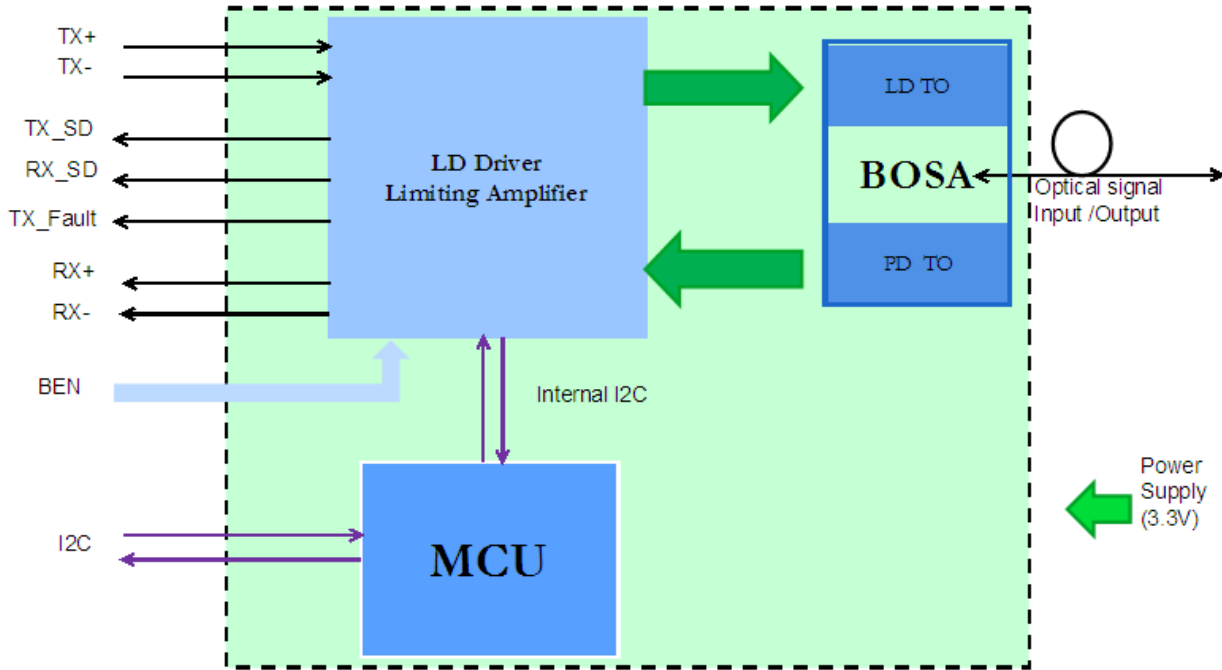 TX+
TX-
TX_SD
RX_SD
TX_Fault
RX+
RX-
BEN
I2C
LD Driver
Limiting Amplifier
Internal I2C
MCU
LD TO
BOSA
PD TO
Optical signal
Input /Output
Power
Supply
(3.3V)